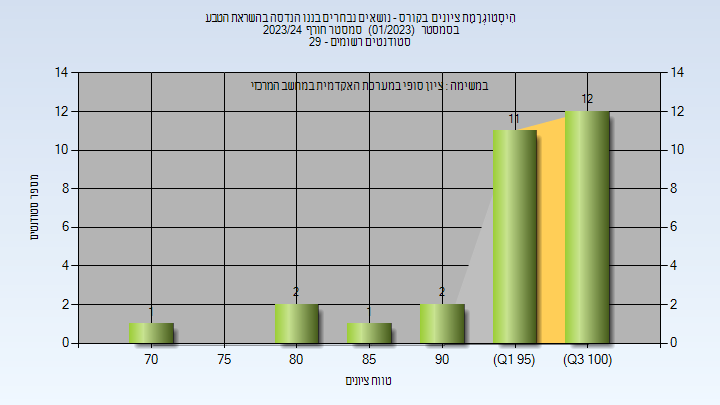 היסטוגרמת ציונים בקורס - נושאים נבחרים בננו הנדסה בהשראת הטבע
בסמסטר (01/2023) סמסטר חורף 2023/24
סטודנטים רשומים - 29
במשימה : ציון סופי במערכת האקדמית במחשב המרכזי
מספר סטודנטים
14 14
12 12
10 10
8 8
6 6
4 4
2 2
0 0
1 2 1 2 11 12
70 75 80 85 90 (Q1 95) (Q3 100)
טווח ציונים